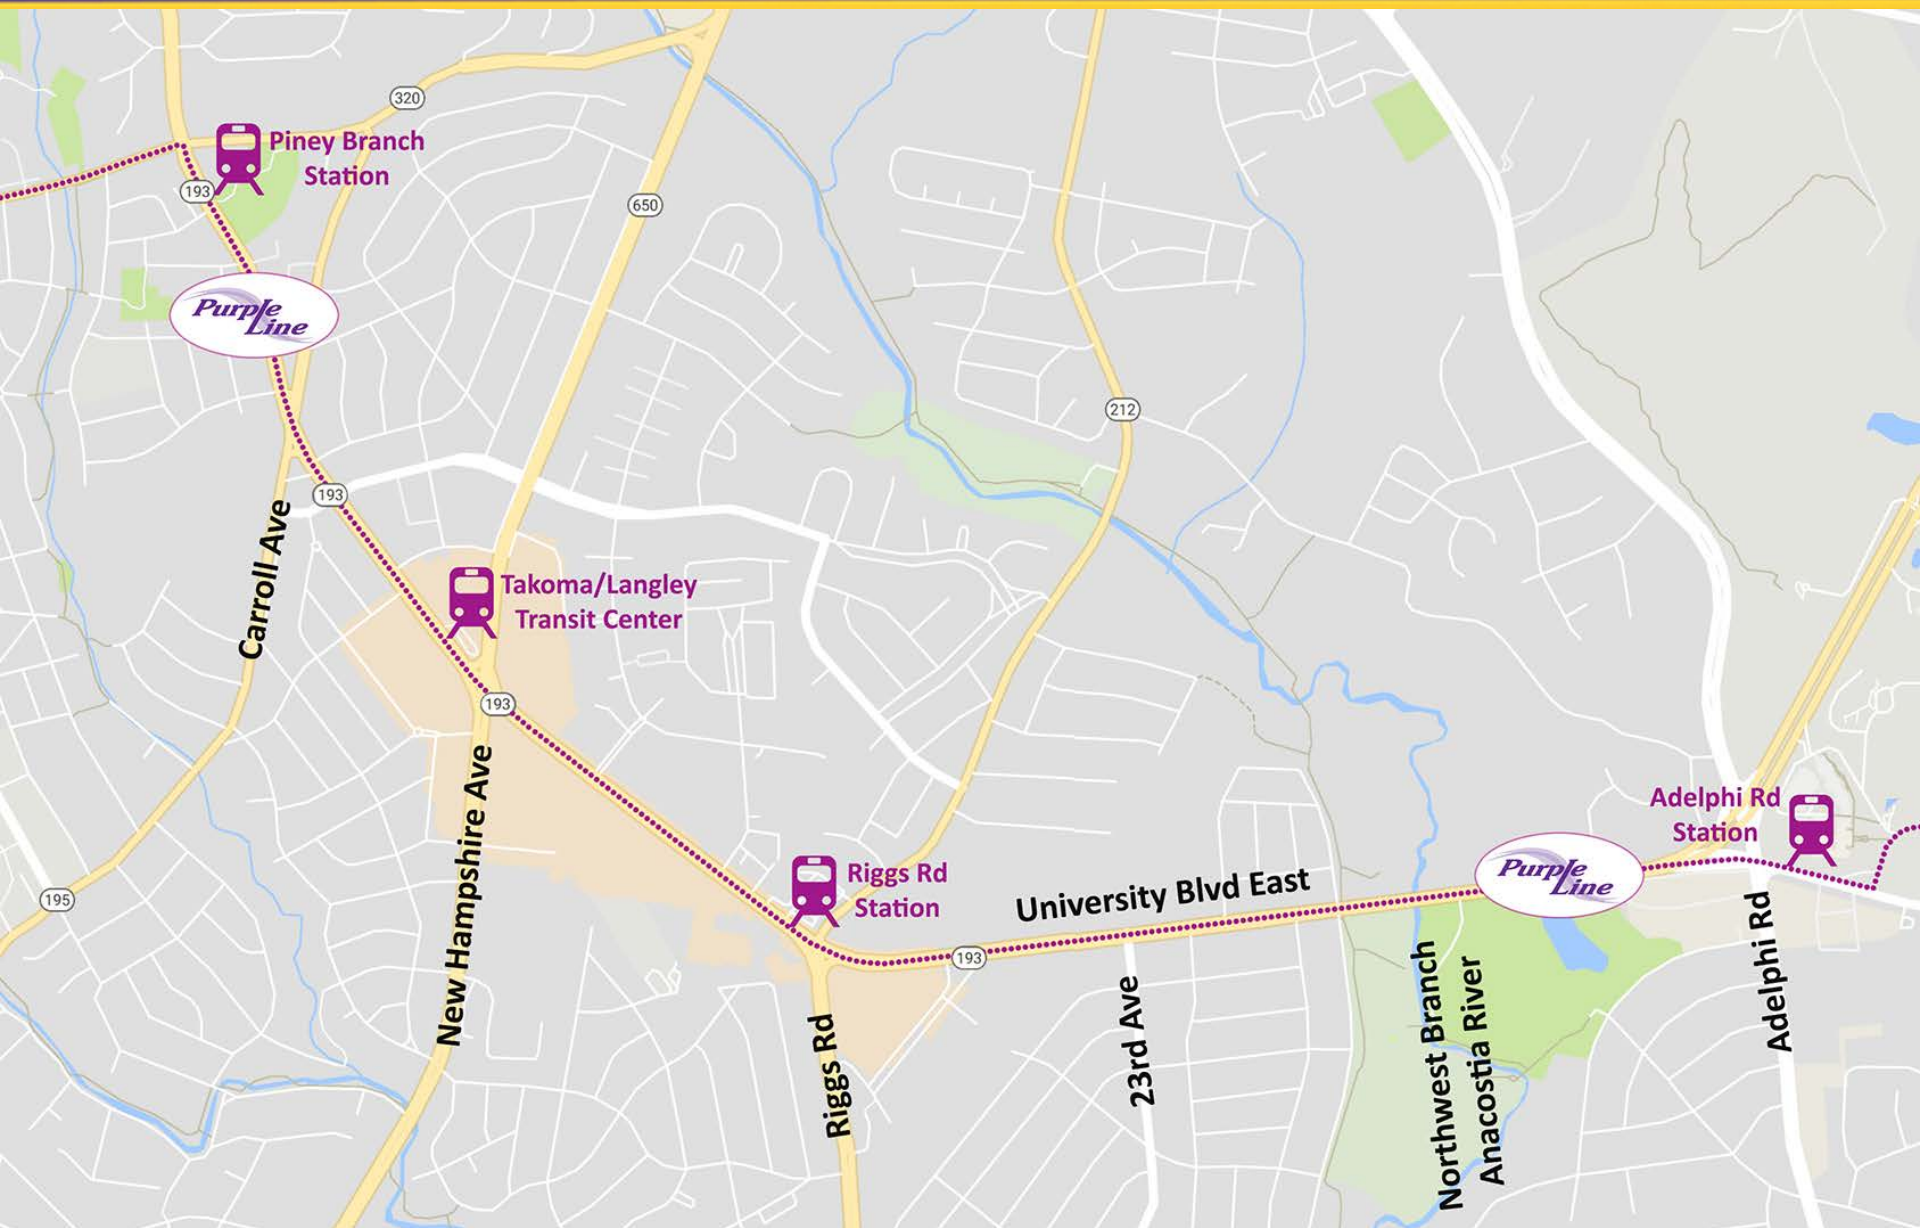 320
Piney Branch
Station
193
650
Purple
Line
212
193
Carroll Ave
Takoma/Langley
Transit Center
193
New Hampshire Ave
Adelphi Rd
Station
Riggs Rd
Station
Purple
Line
University Blvd East
195
193
Adelphi Rd
Northwest Branch
Anacostia River
23rd Ave
Riggs Rd